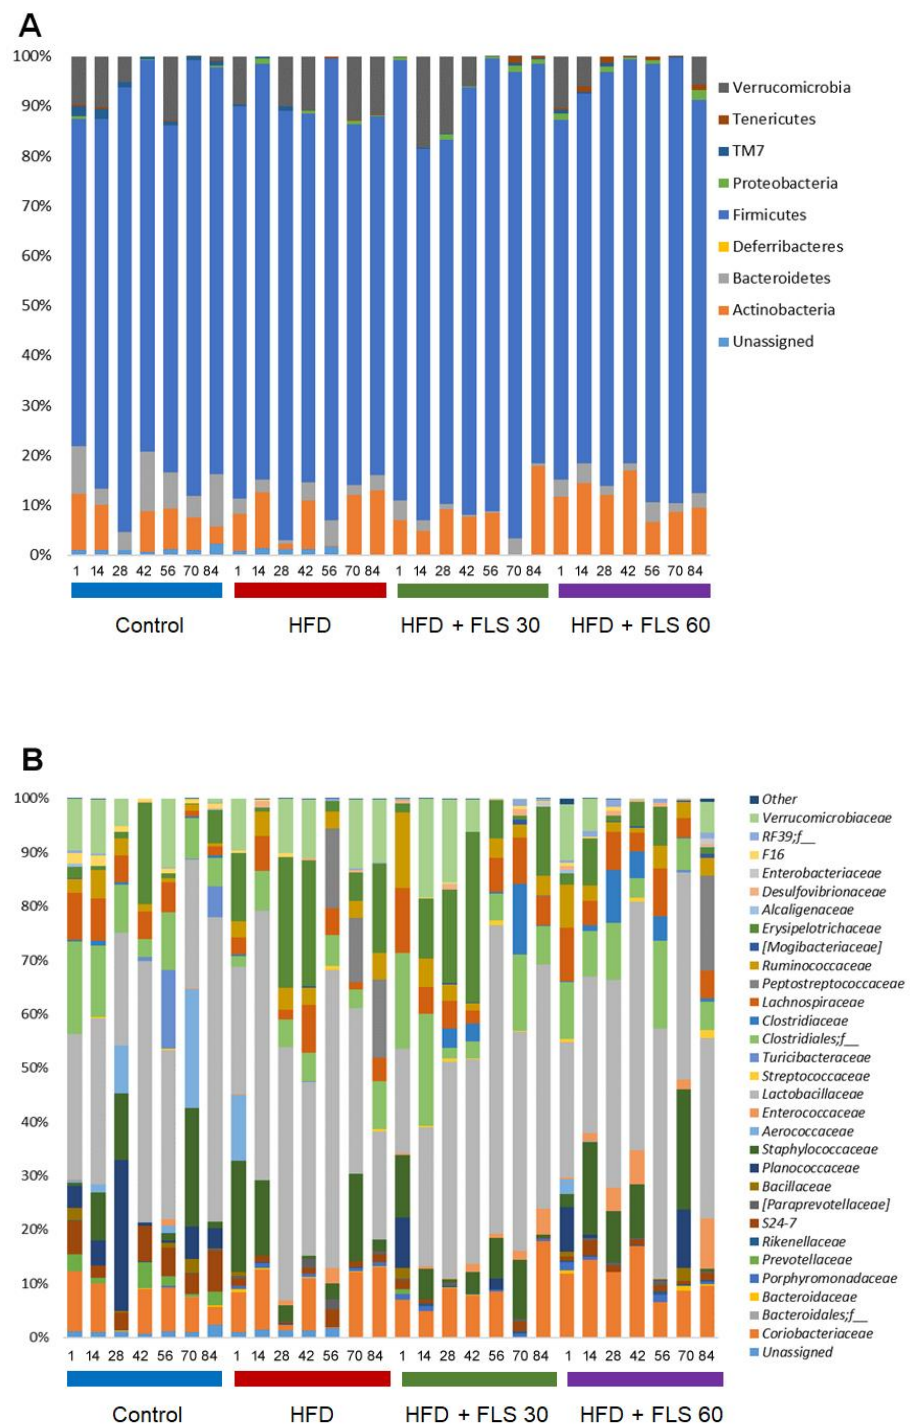 A
100%
90%
80%
70%
60%
50%
40%
30%
20%
10%
0%
Verrucomicrobia
Tenericutes
TM7
Proteobacteria
Firmicutes
Deferribacteres
Bacteroidetes
Actinobacteria
Unassigned
1 14 28 42 56 70 84 1 14 28 42 56 70 84 1 14 28 42 56 70 84 1 14 28 42 56 70 84
Control HFD HFD + FLS 30 HFD + FLS 60
B
100%
90%
80%
70%
60%
50%
40%
30%
20%
10%
0%
Other
Verrucomicrobiaceae
RF39;f__
F16
Enterobacteriaceae
Desulfovibrionaceae
Alcaligenaceae
Erysipelotrichaceae
[Mogibacteriaceae]
Ruminococcaceae
Peptostreptococcaceae
Lachnospiraceae
Clostridiaceae
Clostridiales;f__
Turicibacteraceae
Streptococcaceae
Lactobacillaceae
Enterococcaceae
Aerococcaceae
Staphylococcaceae
Planococcaceae
Bacillaceae
[Paraprevotellaceae]
S24-7
Rikenellaceae
Prevotellaceae
Porphyromonadaceae
Bacteroidaceae
Bacteroidales;f__
Coriobacteriaceae
Unassigned
1 14 28 42 56 70 84 1 14 28 42 56 70 84 1 14 28 42 56 70 84 1 14 28 42 56 70 84
Control HFD HFD + FLS 30 HFD + FLS 60